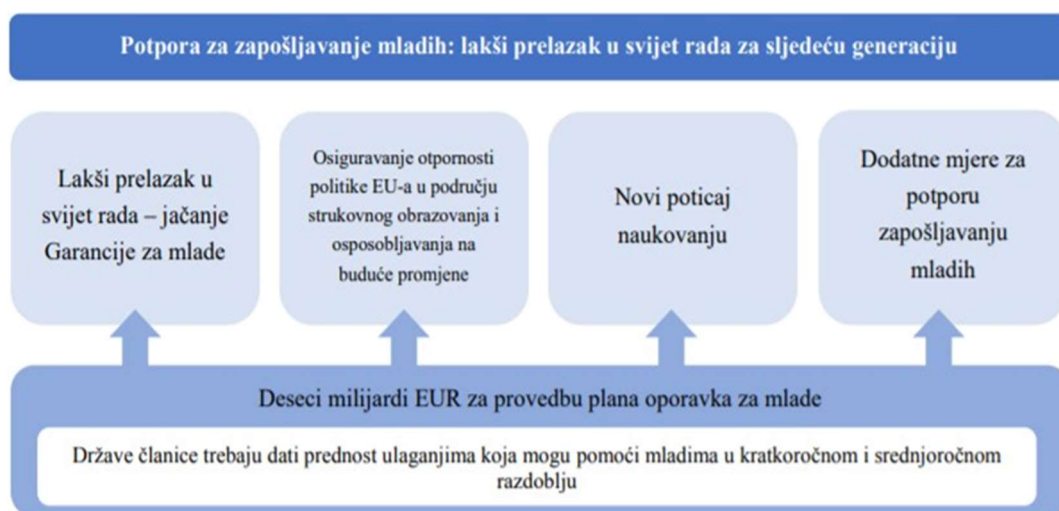 Potpora za zapošljavanje mladih: lakši prelazak u svijet rada za sljedeću generaciju
Lakši prelazak u
svijet rada – jačanje
Garancije za mlade
Osiguravanje otpornosti
politike EU-a u području
strukovnog obrazovanja i
osposobljavanja na
buduće promjene
Novi poticaj
naukovanju
Dodatne mjere za
potporu
zapošljavanju
mladih
Deseci milijardi EUR za provedbu plana oporavka za mlade
Države članice trebaju dati prednost ulaganjima koja mogu pomoći mladima u kratkoročnom i srednjoročnom
razdoblju